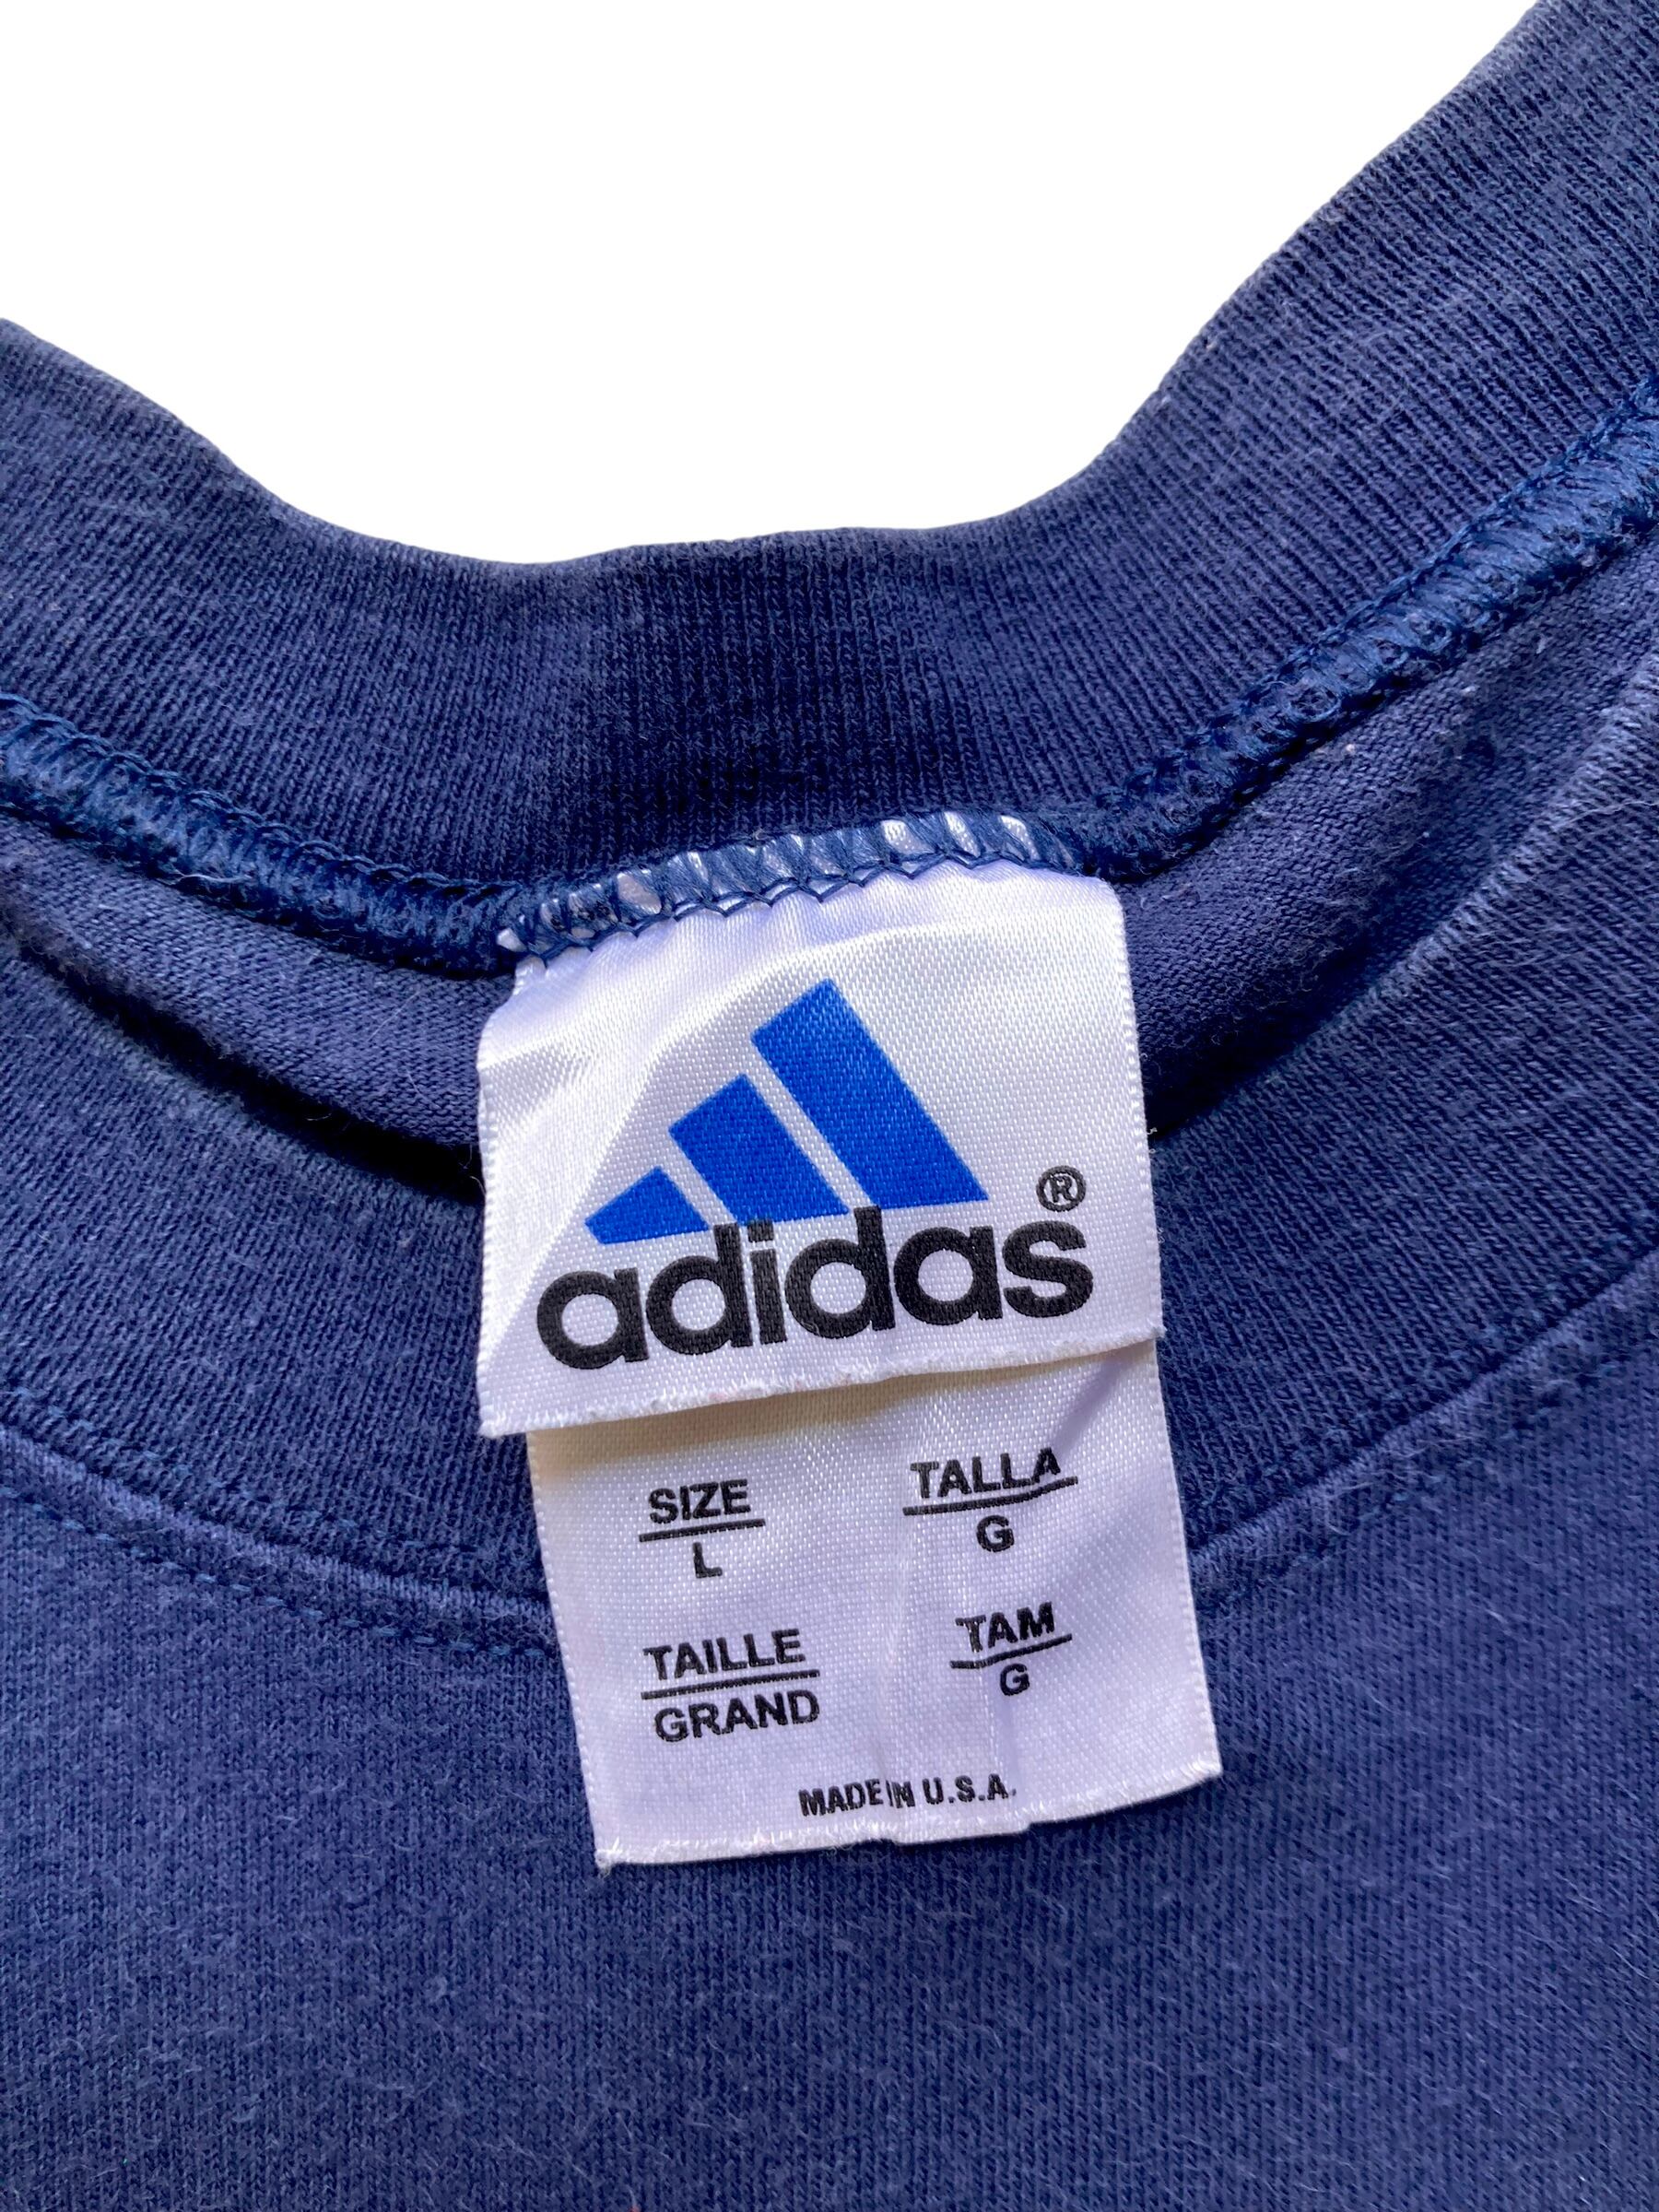 adidas®
SIZE
L
TALLA
G
TAILLE
GRAND
TAM
G
MADE IN U.S.A.